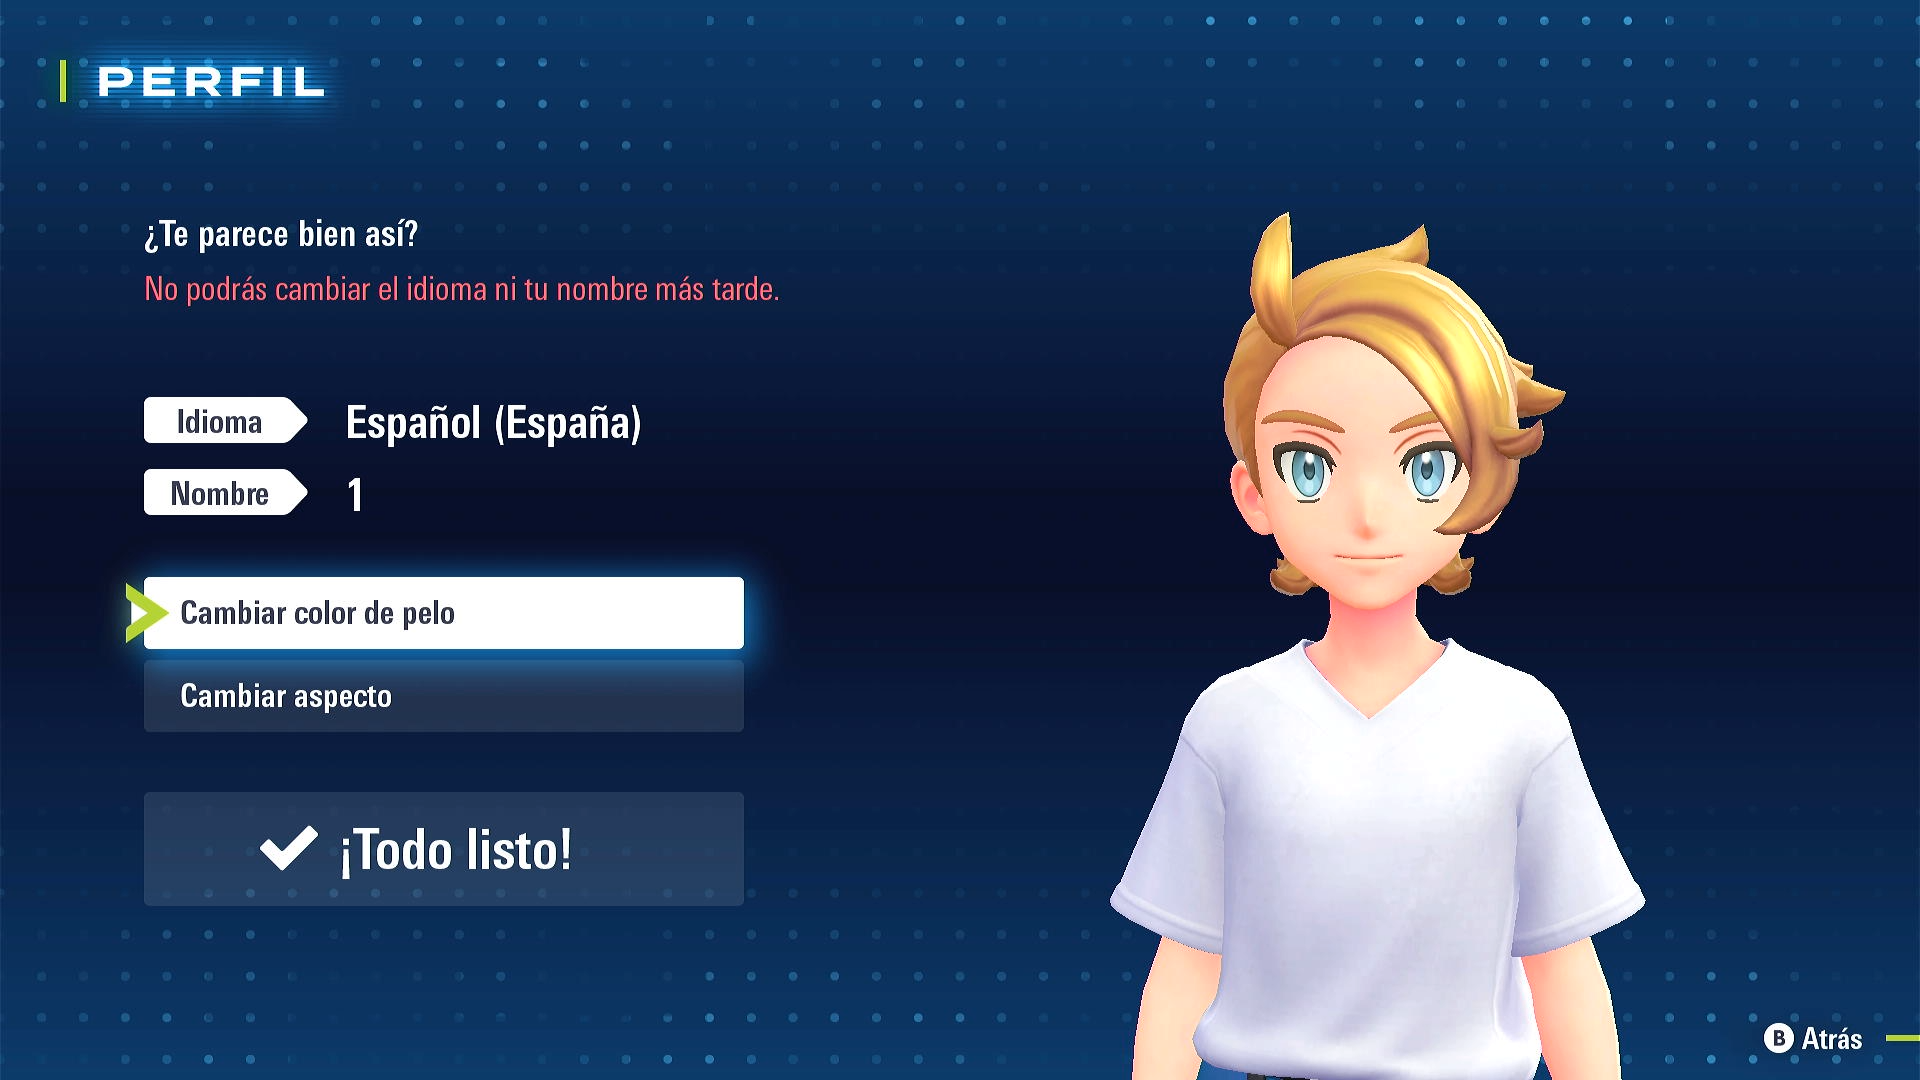 PERFIL
¿Te parece bien así?
No podrás cambiar el idioma ni tu nombre más tarde.
Idioma Español (España)
Nombre 1
Cambiar color de pelo
Cambiar aspecto
¡Todo listo!
B Atrás